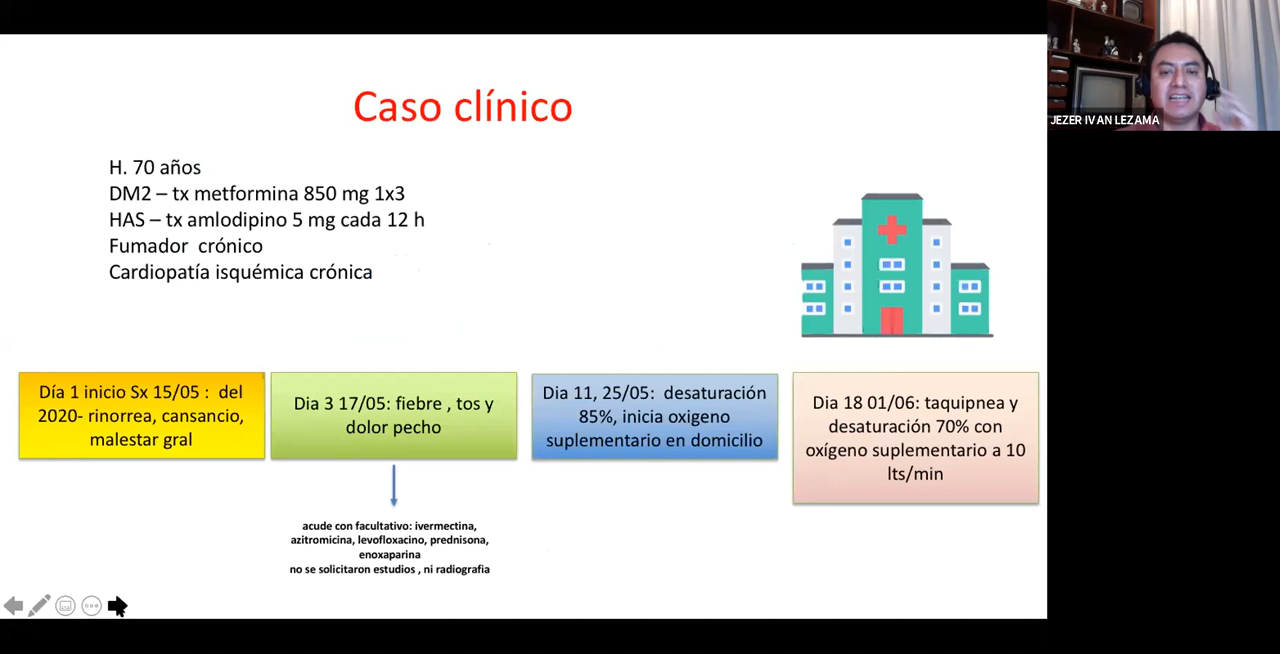 Caso clínico
JEZER IVAN LEZAMA
H. 70 años
DM2 – tx metformina 850 mg 1x3
HAS – tx amlodipino 5 mg cada 12 h
Fumador crónico
Cardiopatía isquémica crónica
Día 1 inicio Sx 15/05 : del
2020- rinorrea, cansancio,
malestar gral
Dia 3 17/05: fiebre , tos y
dolor pecho
Dia 11, 25/05: desaturación
85%, inicia oxigeno
suplementario en domicilio
Dia 18 01/06: taquipnea y
desaturación 70% con
oxígeno suplementario a 10
lts/min
acude con facultativo: ivermectina,
azitromicina, levofloxacino, prednisona,
enoxaparina
no se solicitaron estudios , ni radiografia